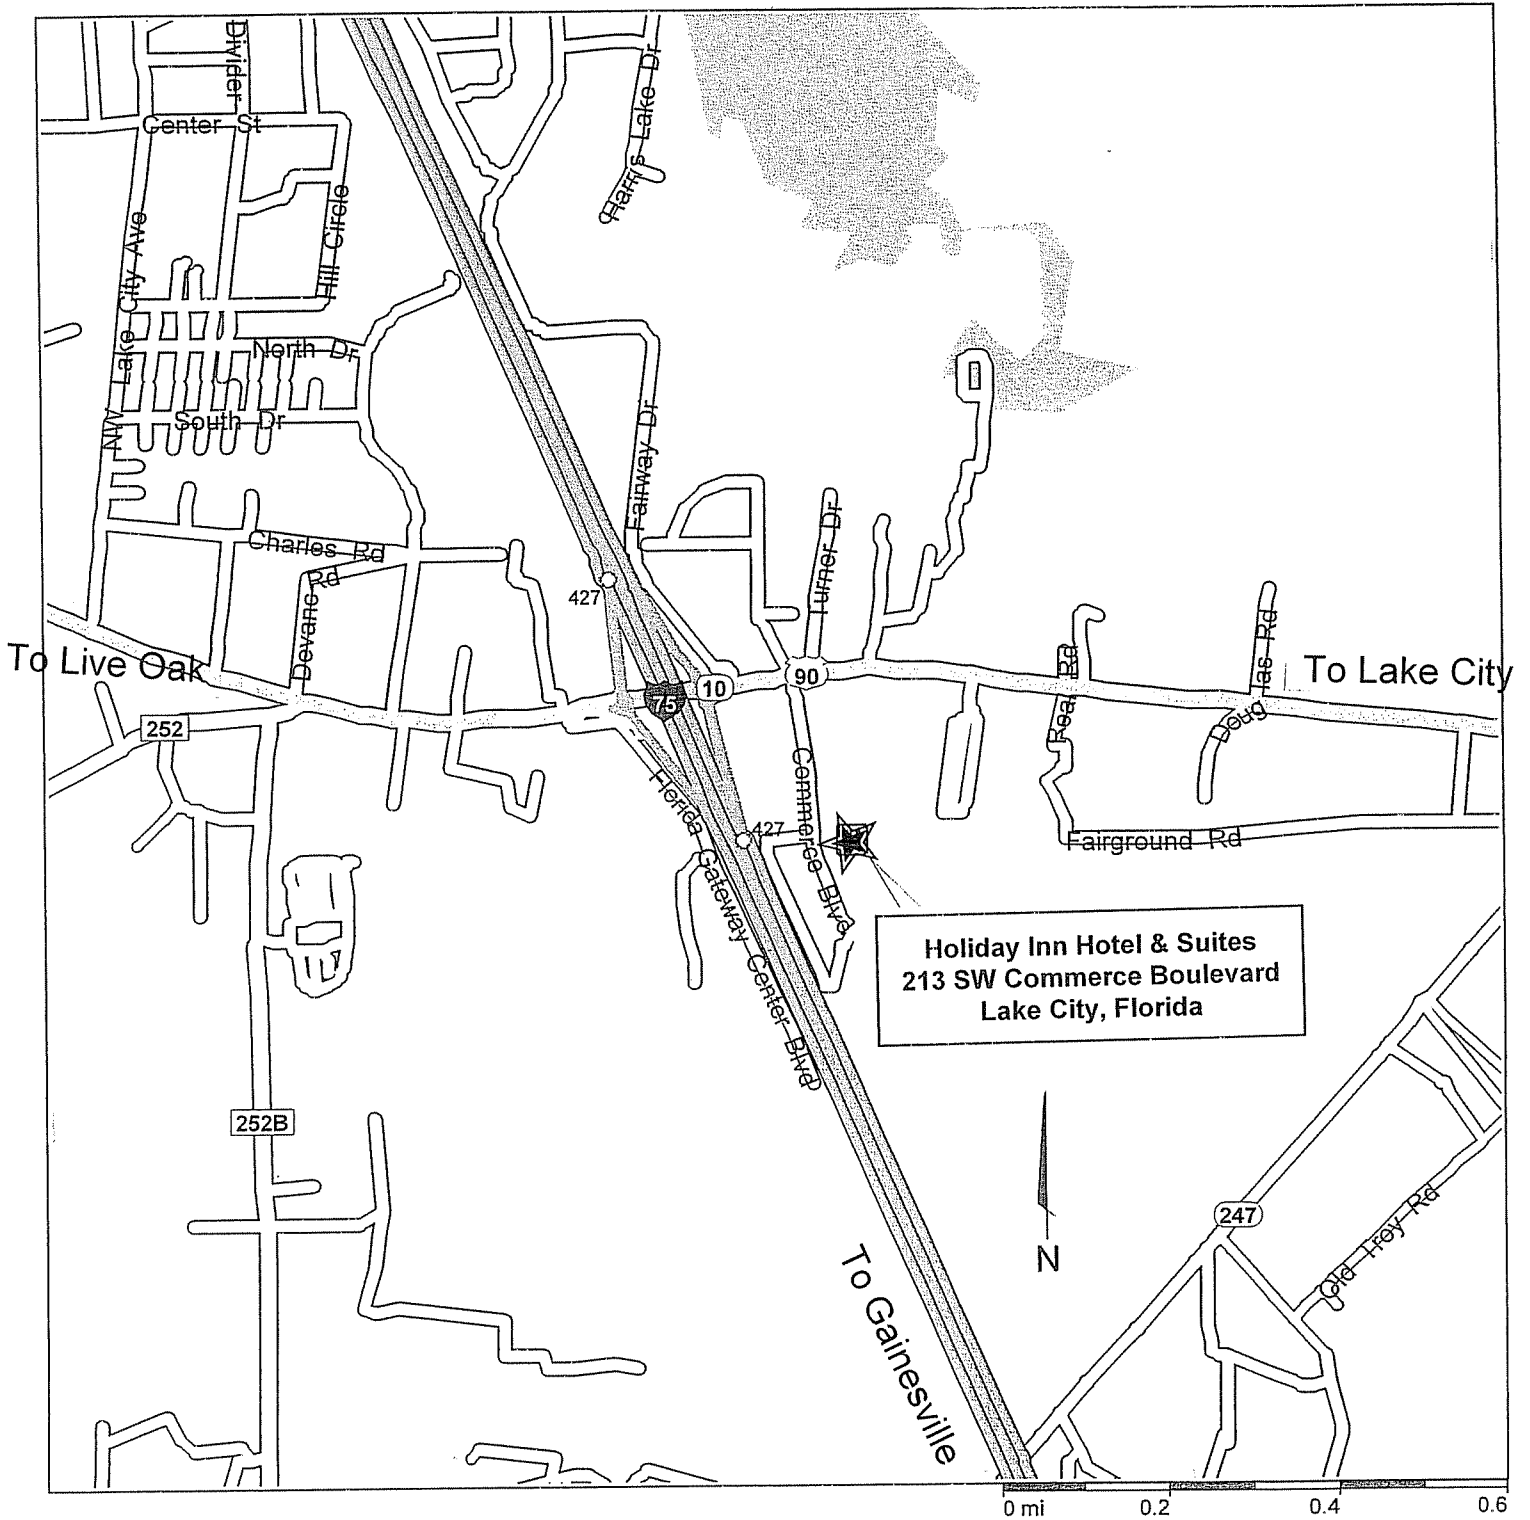 Divider
Center St
Harris Lake Dr
Hill Circle
NW Lake City Ave
North Dr
South Dr
Fairway Dr
Charles Rd
Devane Rd
Turner Dr
427
To Live Oak
10
90
75
252
Real Rd
Douglas Rd
To Lake City
Florida Gateway Center Blvd
Commerce Blvd
427
Fairground Rd
Holiday Inn Hotel & Suites
213 SW Commerce Boulevard
Lake City, Florida
252B
N
247
Old Troy Rd
To Gainesville
0 mi 0.2 0.4 0.6